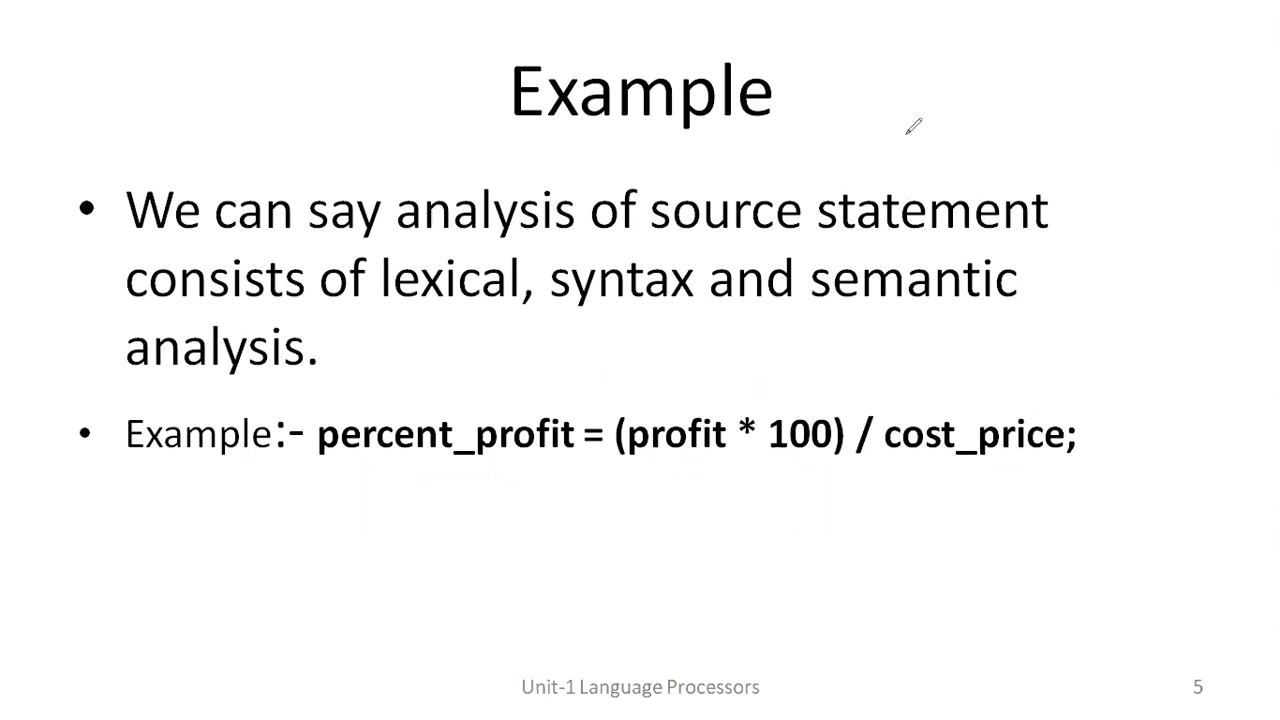 Example
• We can say analysis of source statement
consists of lexical, syntax and semantic
analysis.
• Example:- percent_profit = (profit * 100) / cost_price;
Unit-1 Language Processors
5